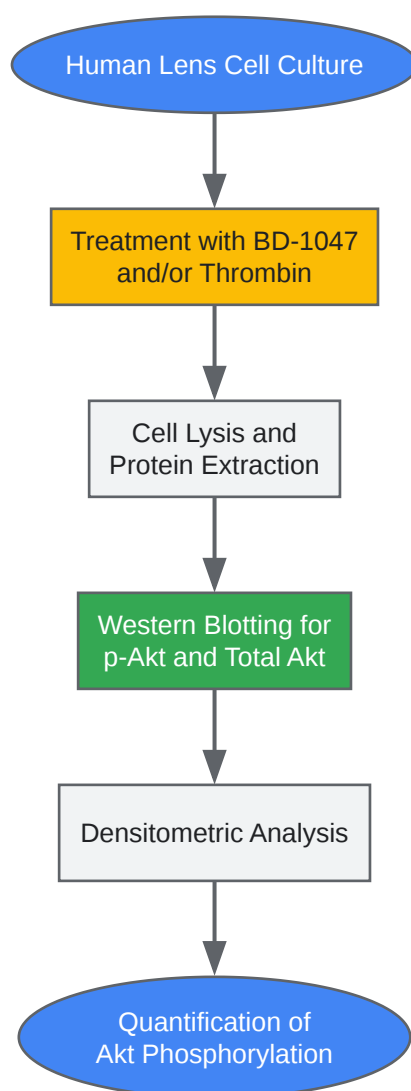 Human Lens Cell Culture
Treatment with BD-1047
and/or Thrombin
Cell Lysis and
Protein Extraction
Western Blotting for
p-Akt and Total Akt
Densitometric Analysis
Quantification of
Akt Phosphorylation